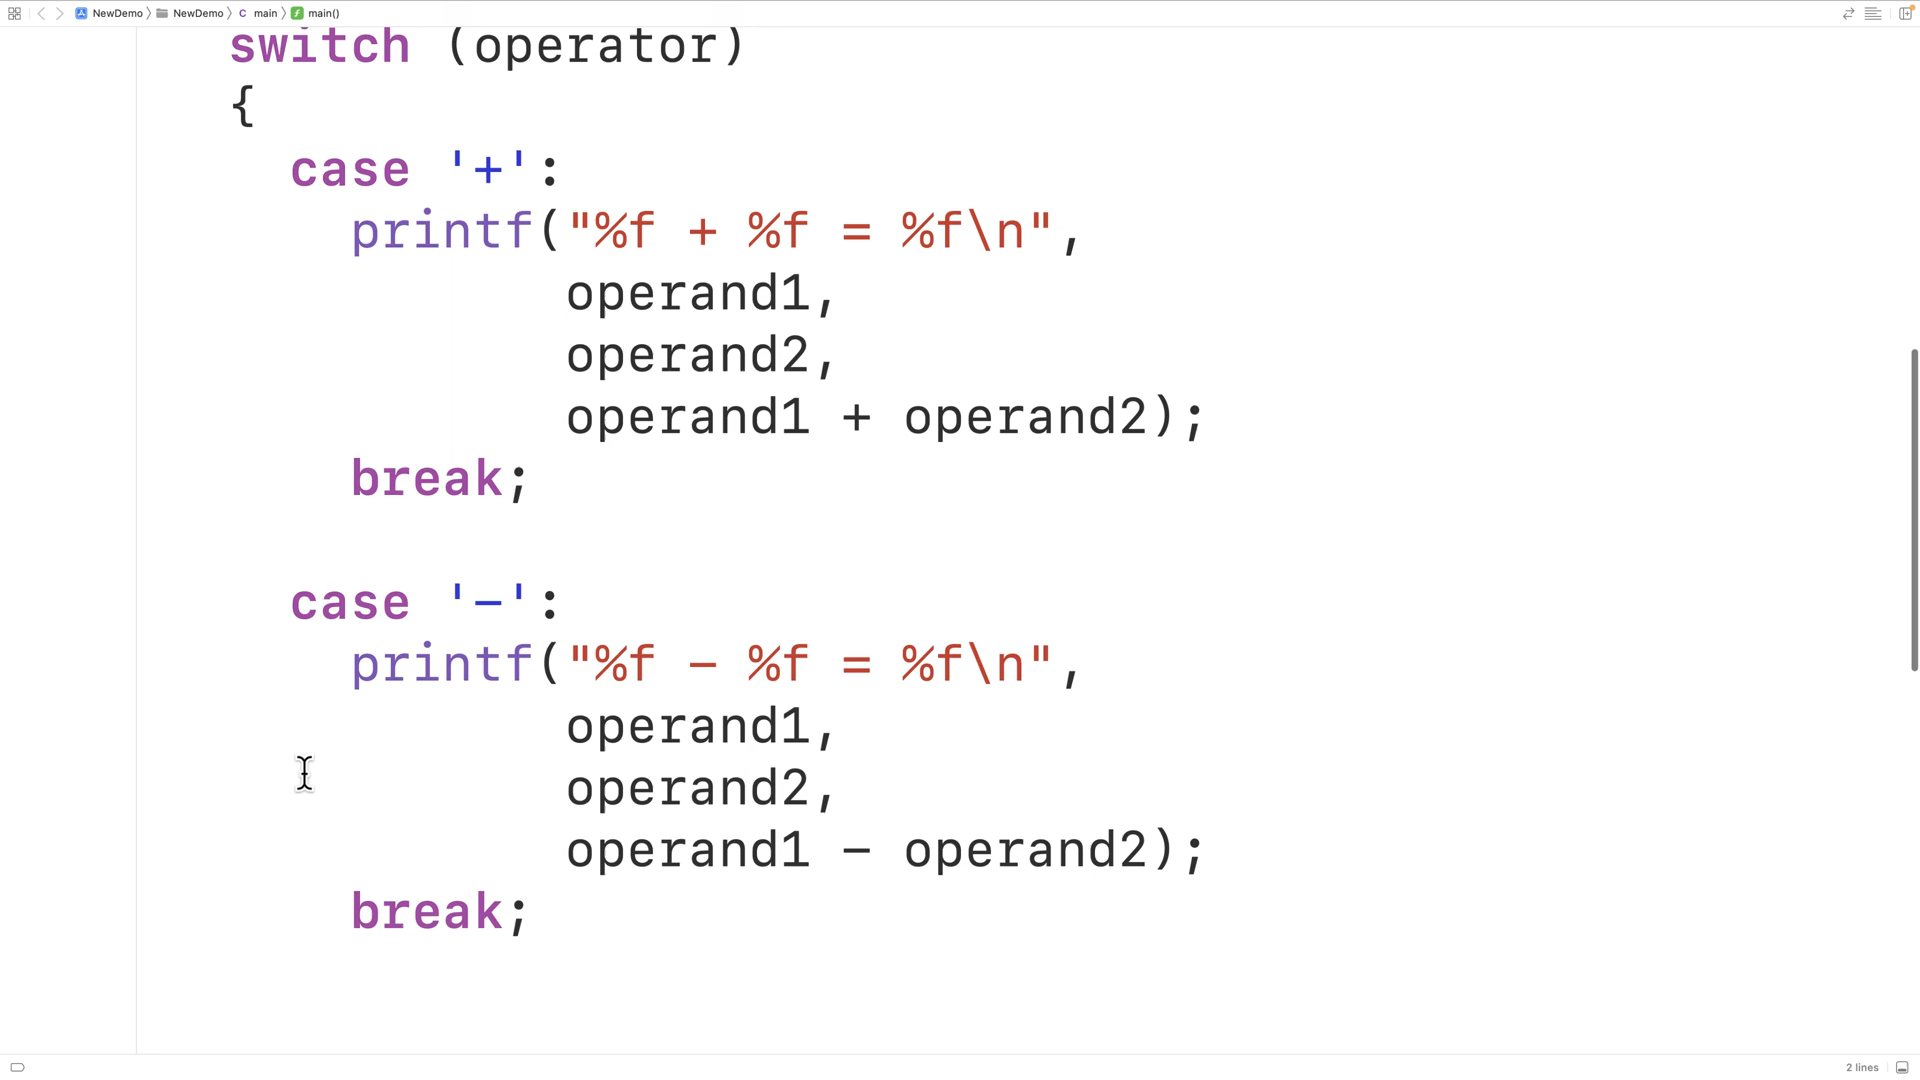 NewDemo NewDemo C main f main()
switch (operator)
{
case '+':
printf("%f + %f = %f\n",
operand1,
operand2,
operand1 + operand2);
break;
case '-':
printf("%f - %f = %f\n",
operand1,
operand2,
operand1 - operand2);
break;
2 lines